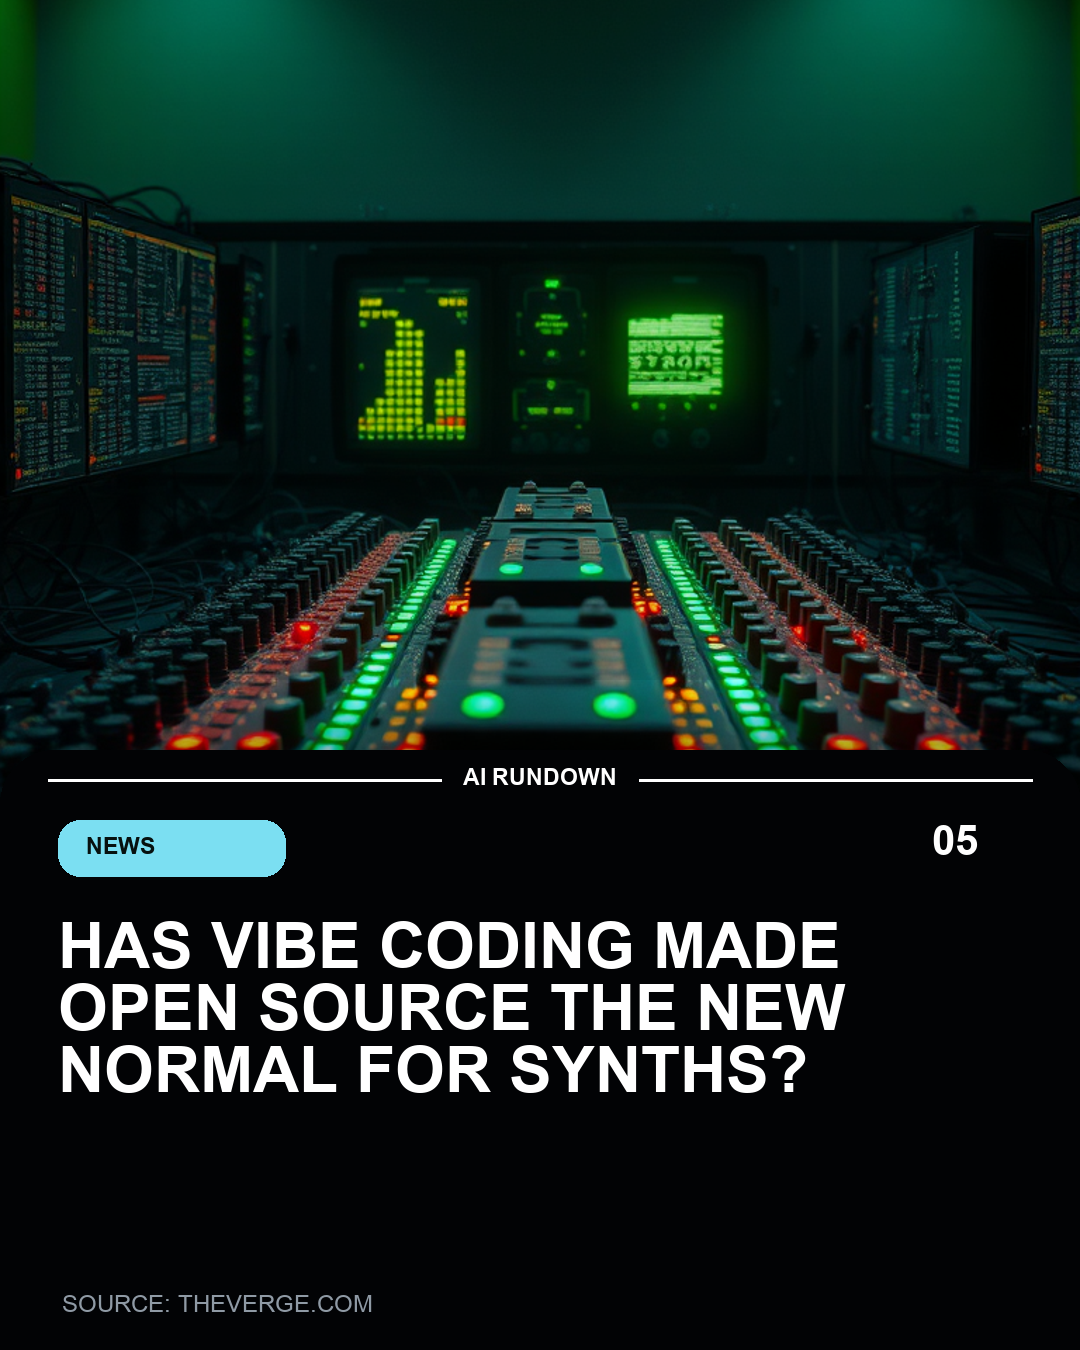 AI RUNDOWN
NEWS
05
HAS VIBE CODING MADE
OPEN SOURCE THE NEW
NORMAL FOR SYNTHS?
SOURCE: THEVERGE.COM